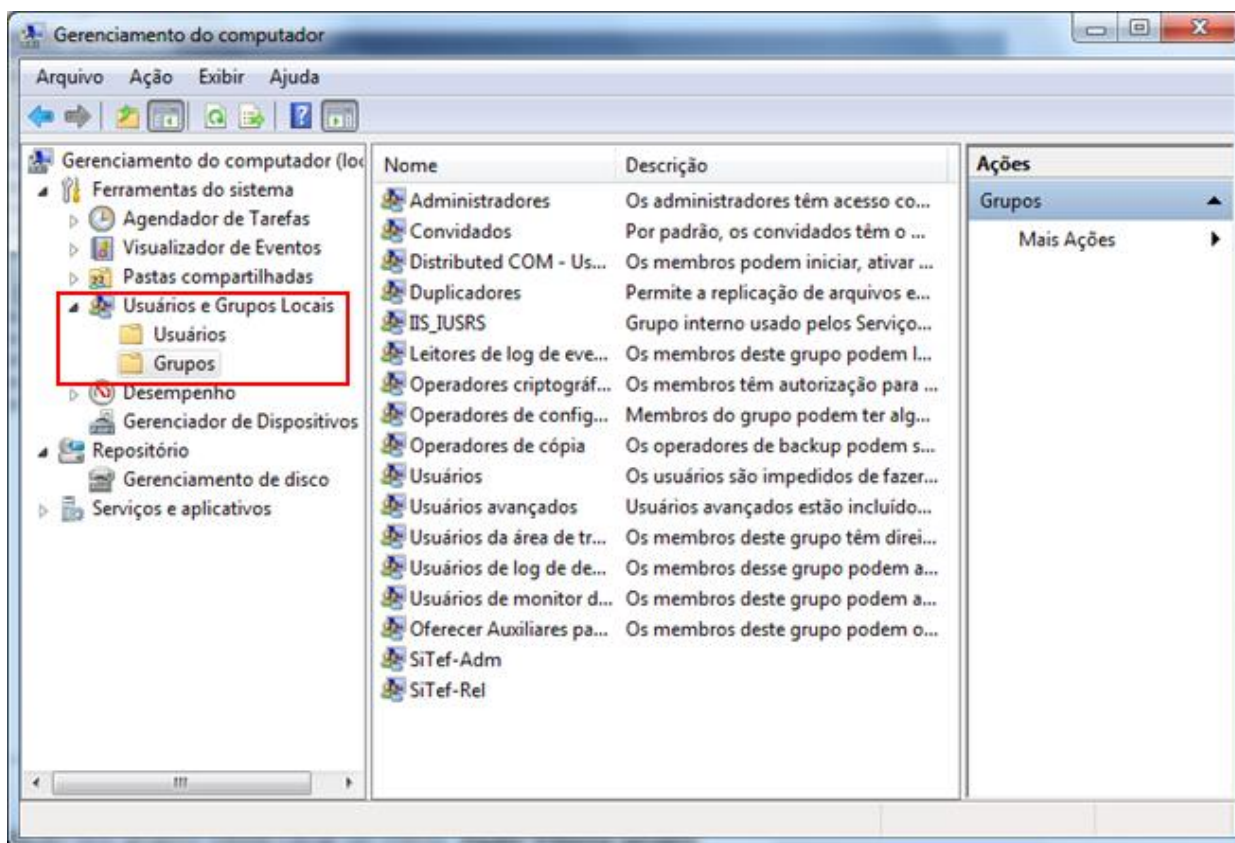 Gerenciamento do computador
Arquivo Ação Exibir Ajuda
Gerenciamento do computador (loc
Ferramentas do sistema
Agendador de Tarefas
Visualizador de Eventos
Pastas compartilhadas
Usuários e Grupos Locais
Usuários
Grupos
Desempenho
Gerenciador de Dispositivos
Repositório
Gerenciamento de disco
Serviços e aplicativos
Nome Descrição
Administradores Os administradores têm acesso co...
Convidados Por padrão, os convidados têm o ...
Distributed COM - Us... Os membros podem iniciar, ativar ...
Duplicadores Permite a replicação de arquivos e...
IIS_IUSRS Grupo interno usado pelos Serviço...
Leitores de log de eve... Os membros deste grupo podem l...
Operadores criptográf... Os membros têm autorização para ...
Operadores de config... Membros do grupo podem ter alg...
Operadores de cópia Os operadores de backup podem s...
Usuários Os usuários são impedidos de fazer...
Usuários avançados Usuários avançados estão incluído...
Usuários da área de tr... Os membros deste grupo têm direi...
Usuários de log de de... Os membros desse grupo podem a...
Usuários de monitor d... Os membros deste grupo podem a...
Oferecer Auxiliares pa... Os membros deste grupo podem o...
SiTef-Adm
SiTef-Rel
Ações
Grupos
Mais Ações